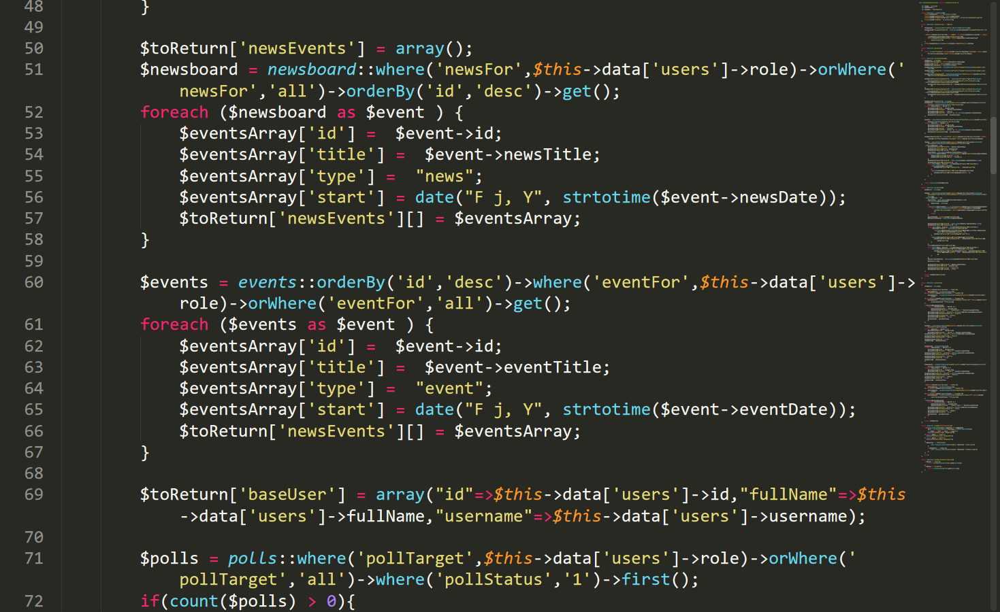 48 }
49
50 $toReturn['newsEvents'] = array();
51 $newsboard = newsboard::where('newsFor',$this->data['users']->role)->orWhere('
newsFor','all')->orderBy('id','desc')->get();
52 foreach ($newsboard as $event ) {
53 $eventsArray['id'] =  $event->id;
54 $eventsArray['title'] =  $event->newsTitle;
55 $eventsArray['type'] =  "news";
56 $eventsArray['start'] = date("F j, Y", strtotime($event->newsDate));
57 $toReturn['newsEvents'][] = $eventsArray;
58 }
59
60 $events = events::orderBy('id','desc')->where('eventFor',$this->data['users']->
role)->orWhere('eventFor','all')->get();
61 foreach ($events as $event ) {
62 $eventsArray['id'] =  $event->id;
63 $eventsArray['title'] =  $event->eventTitle;
64 $eventsArray['type'] =  "event";
65 $eventsArray['start'] = date("F j, Y", strtotime($event->eventDate));
66 $toReturn['newsEvents'][] = $eventsArray;
67 }
68
69 $toReturn['baseUser'] = array("id"=>$this->data['users']->id,"fullName"=>$this
->data['users']->fullName,"username"=>$this->data['users']->username);
70
71 $polls = polls::where('pollTarget',$this->data['users']->role)->orWhere('
pollTarget','all')->where('pollStatus','1')->first();
72 if(count($polls) > 0){